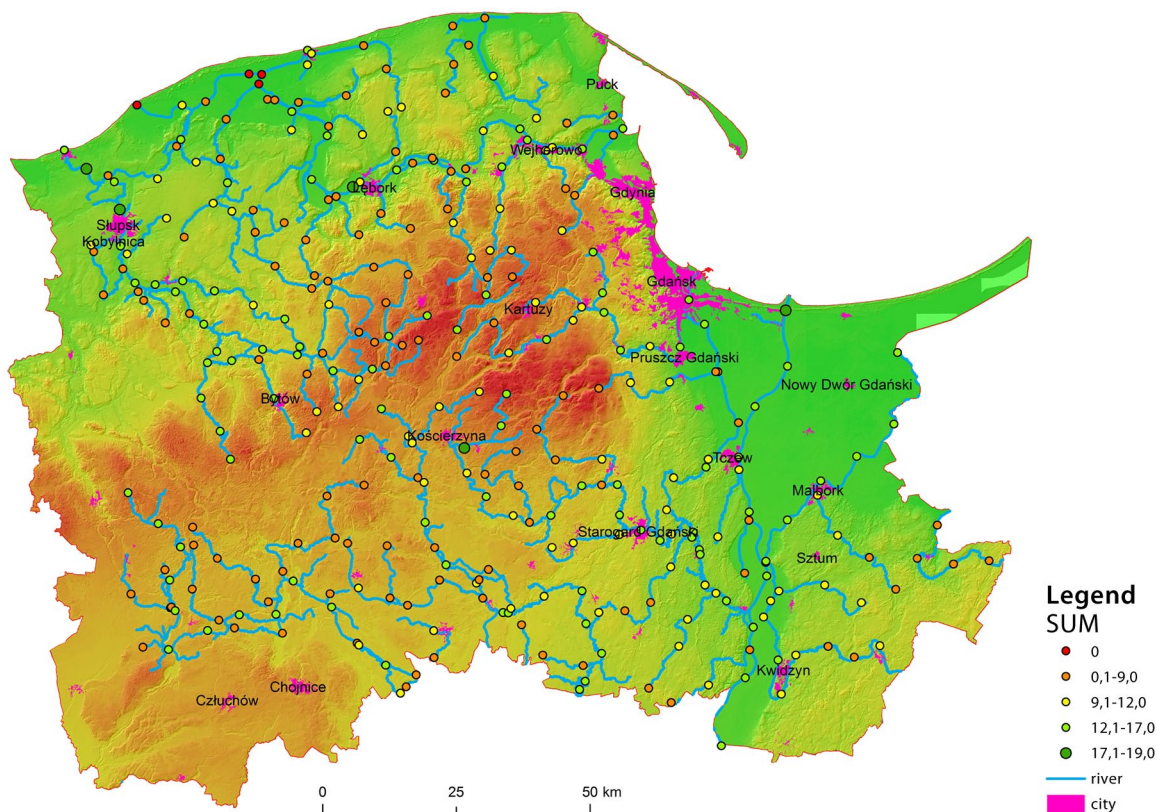 Puck
Wejherowo
Lębork
Gdynia
Słupsk
Kobylnica
Gdańsk
Kartuzy
Pruszcz Gdański
Nowy Dwór Gdański
Bytów
Kościerzyna
Tczew
Malbork
Starogard Gdański
Sztum
Kwidzyn
Chojnice
Człuchów
Legend
SUM
0
0,1-9,0
9,1-12,0
12,1-17,0
17,1-19,0
river
city
0 25 50 km